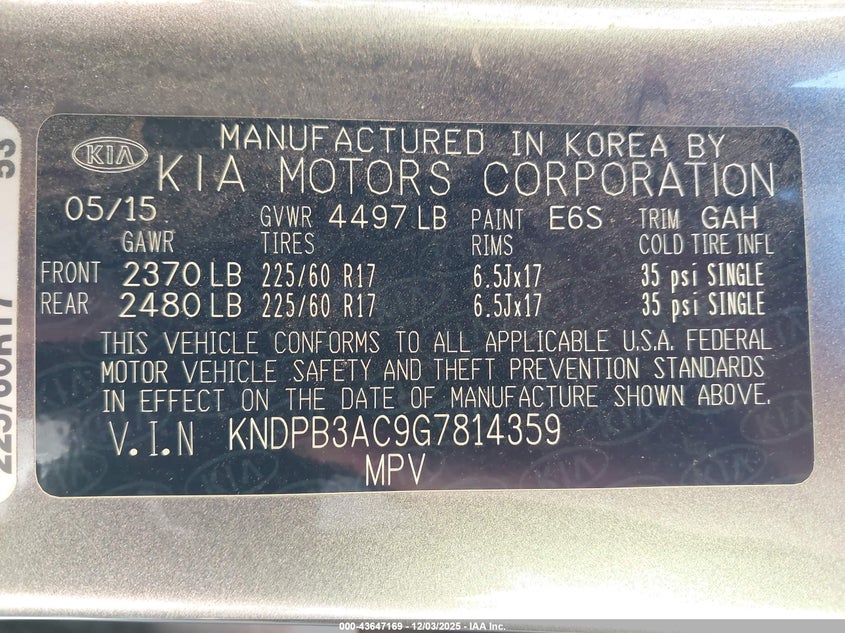 MANUFACTURED IN KOREA BY
KIA
KIA MOTORS CORPORATION
05/15 GVWR 4497 LB PAINT E6S TRIM GAH
GAWR TIRES RIMS COLD TIRE INFL
FRONT 2370 LB 225/60 R17 6.5Jx17 35 psi SINGLE
REAR 2480 LB 225/60 R17 6.5Jx17 35 psi SINGLE
THIS VEHICLE CONFORMS TO ALL APPLICABLE U.S.A. FEDERAL
MOTOR VEHICLE SAFETY AND THEFT PREVENTION STANDARDS
IN EFFECT ON THE DATE OF MANUFACTURE SHOWN ABOVE.
V.I.N KNDPB3AC9G7814359
MPV
225/60R17
53
000-43647169 - 12/03/2025 - IAA Inc.